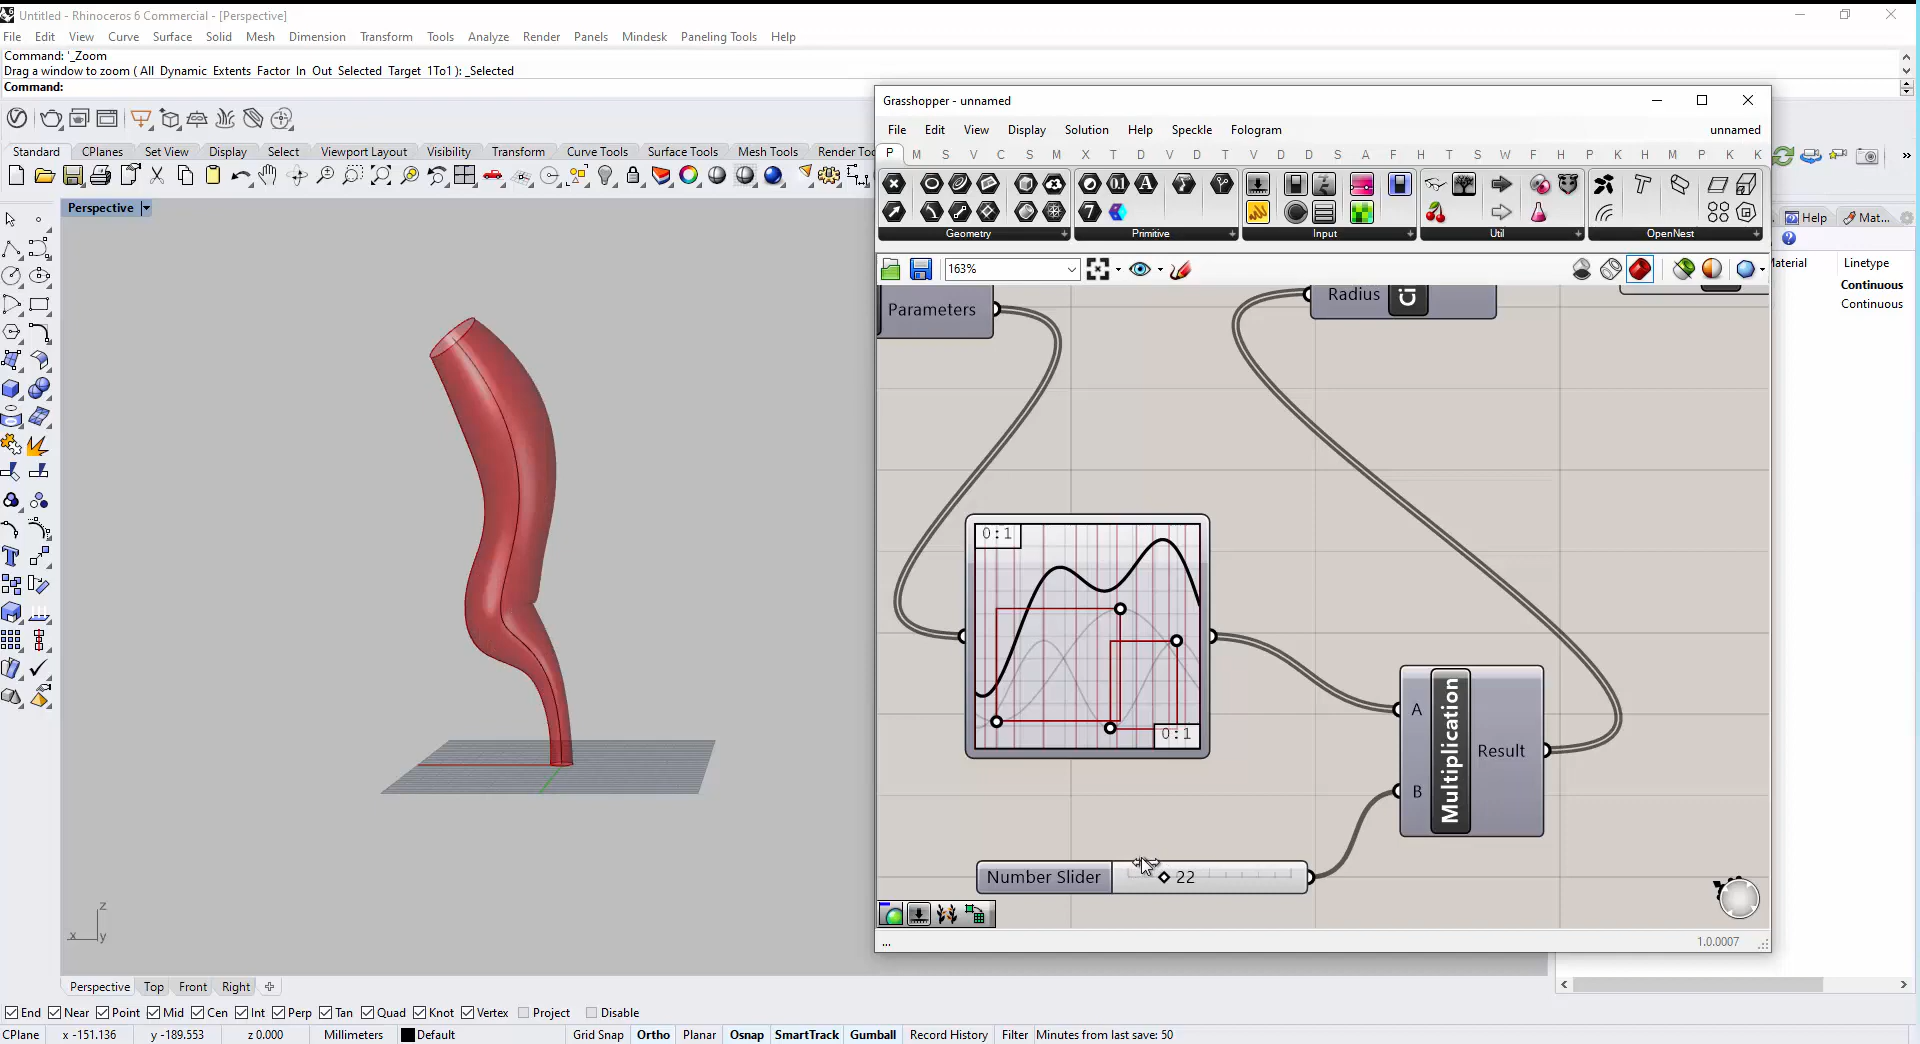 Untitled - Rhinoceros 6 Commercial - [Perspective]
File Edit View Curve Surface Solid Mesh Dimension Transform Tools Analyze Render Panels Mindesk Paneling Tools Help
Command: '_Zoom
Drag a window to zoom ( All Dynamic Extents Factor In Out Selected Target 1To1 ): _Selected
Command:
Standard CPlanes Set View Display Select Viewport Layout Visibility Transform Curve Tools Surface Tools Mesh Tools Render Too
Perspective
Grasshopper - unnamed
File Edit View Display Solution Help Speckle Fologram unnamed
P M S V C S M X T D V D T V D D S A F H T S W F H P K H M P K K
Geometry Primitive Input Util OpenNest
163%
Help Mat...
Material Linetype
Continuous
Continuous
Parameters
Radius
0:1
0:1
A
B
Multiplication
Result
Number Slider 22
...
1.0.0007
z
x y
Perspective Top Front Right
End Near Point Mid Cen Int Perp Tan Quad Knot Vertex Project Disable
CPlane x -151.136 y -189.553 z 0.000 Millimeters Default Grid Snap Ortho Planar Osnap SmartTrack Gumball Record History Filter Minutes from last save: 50